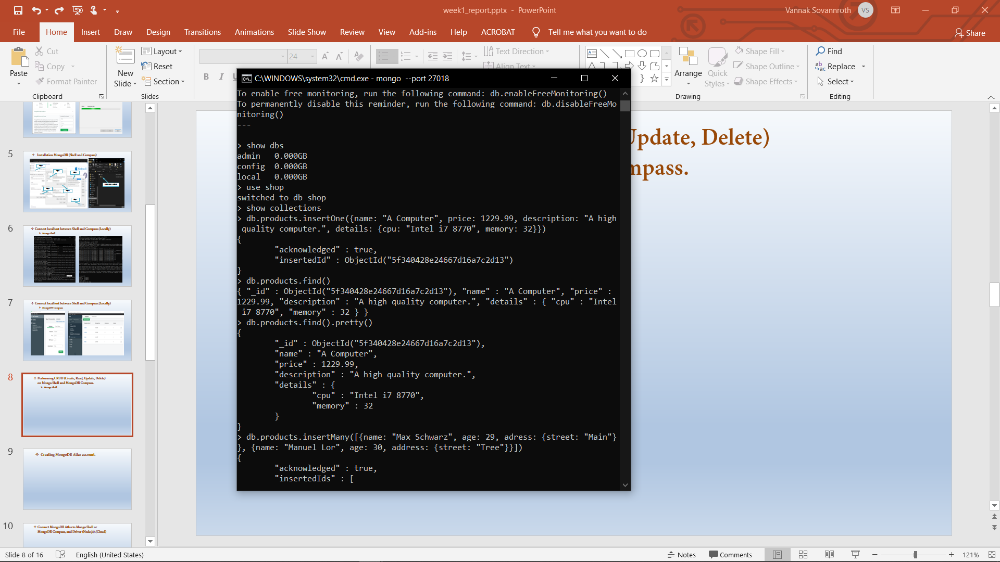 week1_report.pptx - PowerPoint
Vannak Sovannroth
VS
File
Home
Insert
Draw
Design
Transitions
Animations
Slide Show
Review
View
Add-ins
Help
ACROBAT
Tell me what you want to do
Share
Paste
Cut
Copy
Format Painter
Clipboard
New
Slide
Layout
Reset
Section
Slides
24
B
I
Text Direction
Align Text
Arrange
Quick
Styles
Shape Fill
Shape Outline
Shape Effects
Drawing
Find
Replace
Select
Editing
C:\WINDOWS\system32\cmd.exe - mongo  --port 27018
To enable free monitoring, run the following command: db.enableFreeMonitoring()
To permanently disable this reminder, run the following command: db.disableFreeMo
nitoring()
---
> show dbs
admin   0.000GB
config  0.000GB
local   0.000GB
> use shop
switched to db shop
> show collections
> db.products.insertOne({name: "A Computer", price: 1229.99, description: "A high
 quality computer.", details: {cpu: "Intel i7 8770", memory: 32}})
{
        "acknowledged" : true,
        "insertedId" : ObjectId("5f340428e24667d16a7c2d13")
}
> db.products.find()
{ "_id" : ObjectId("5f340428e24667d16a7c2d13"), "name" : "A Computer", "price" :
1229.99, "description" : "A high quality computer.", "details" : { "cpu" : "Intel
 i7 8770", "memory" : 32 } }
> db.products.find().pretty()
{
        "_id" : ObjectId("5f340428e24667d16a7c2d13"),
        "name" : "A Computer",
        "price" : 1229.99,
        "description" : "A high quality computer.",
        "details" : {
                "cpu" : "Intel i7 8770",
                "memory" : 32
        }
}
> db.products.insertMany([{name: "Max Schwarz", age: 29, adress: {street: "Main"}
}, {name: "Manuel Lor", age: 30, address: {street: "Tree"}}])
{
        "acknowledged" : true,
        "insertedIds" : [
Update, Delete)
mpass.
5
Installation MongoDB (Shell and Compass)
6
Connect localhost between Shell and Compass.(Locally)
Mongo Shell
7
Connect localhost between Shell and Compass.(Locally)
MongoDB Compass
8
Performing CRUD (Create, Read, Update, Delete)
on Mongo Shell and MongoDB Compass.
Mongo Shell
9
Creating MongoDB Atlas account.
10
Connect MongoDB Atlas to Mongo Shell or
MongoDB Compass, and Driver (Node.js).(Cloud)
Slide 8 of 16
English (United States)
Notes
Comments
121%